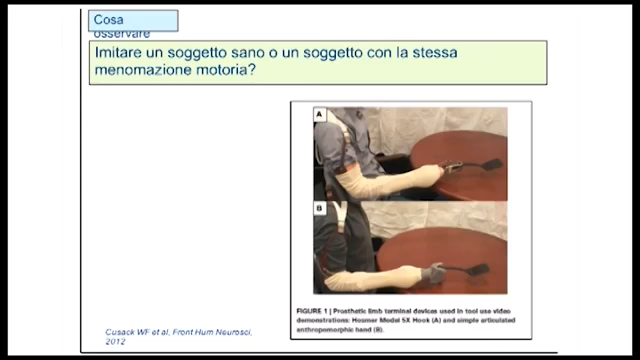 Cosa
osservare
Imitare un soggetto sano o un soggetto con la stessa
menomazione motoria?
A
B
FIGURE 1 | Prosthetic limb terminal devices used in tool use video
demonstrations: Hosmer Model 5X Hook (A) and simple articulated
anthropomorphic hand (B).
Cusack WF et al, Front Hum Neurosci,
2012